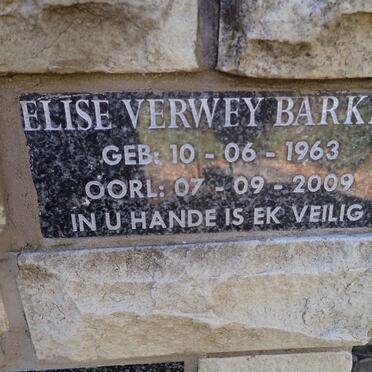 ELISE VERWEY BARK
GEB: 10 - 06 - 1963
OORL: 07 - 09 - 2009
IN U HANDE IS EK VEILIG